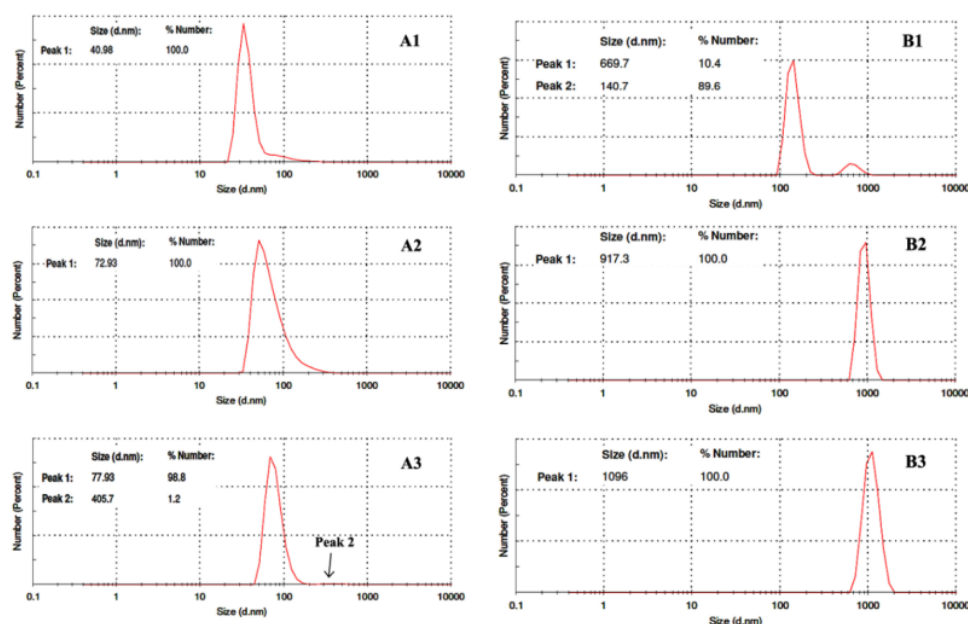 A1
Size (d.nm): % Number:
Peak 1: 40.98 100.0
Number (Percent)
0.1 1 10 100 1000 10000
Size (d.nm)
B1
Size (d.nm): % Number:
Peak 1: 669.7 10.4
Peak 2: 140.7 89.6
Number (Percent)
0.1 1 10 100 1000 10000
Size (d.nm)
A2
Size (d.nm): % Number:
Peak 1: 72.93 100.0
Number (Percent)
0.1 1 10 100 1000 10000
Size (d.nm)
B2
Size (d.nm): % Number:
Peak 1: 917.3 100.0
Number (Percent)
0.1 1 10 100 1000 10000
Size (d.nm)
A3
Size (d.nm): % Number:
Peak 1: 77.93 98.8
Peak 2: 405.7 1.2
Peak 2
Number (Percent)
0.1 1 10 100 1000 10000
Size (d.nm)
B3
Size (d.nm): % Number:
Peak 1: 1096 100.0
Number (Percent)
0.1 1 10 100 1000 10000
Size (d.nm)